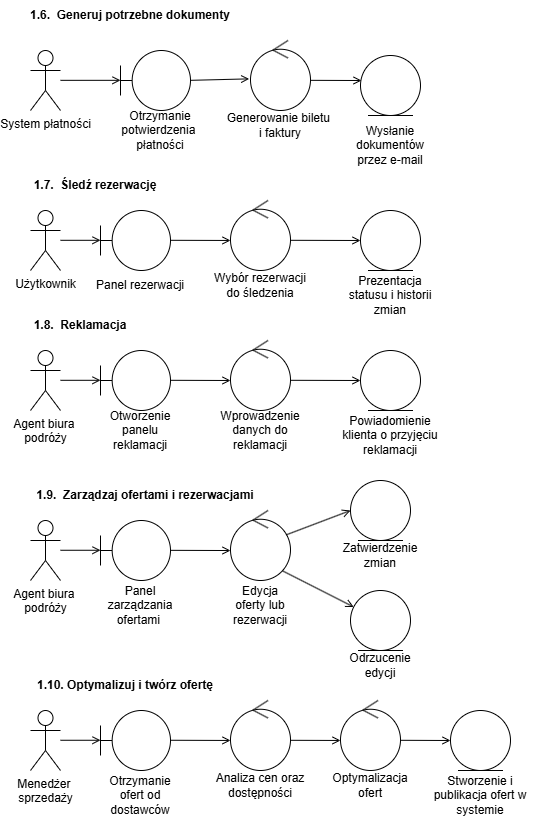 1.6. Generuj potrzebne dokumenty
System płatności
Otrzymanie
potwierdzenia
płatności
Generowanie biletu
i faktury
Wysłanie
dokumentów
przez e-mail
1.7. Śledź rezerwację
Użytkownik
Panel rezerwacji
Wybór rezerwacji
do śledzenia
Prezentacja
statusu i historii
zmian
1.8. Reklamacja
Agent biura
podróży
Otworzenie
panelu
reklamacji
Wprowadzenie
danych do
reklamacji
Powiadomienie
klienta o przyjęciu
reklamacji
1.9. Zarządzaj ofertami i rezerwacjami
Agent biura
podróży
Panel
zarządzania
ofertami
Edycja
oferty lub
rezerwacji
Zatwierdzenie
zmian
Odrzucenie
edycji
1.10. Optymalizuj i twórz ofertę
Menedżer
sprzedaży
Otrzymanie
ofert od
dostawców
Analiza cen oraz
dostępności
Optymalizacja
ofert
Stworzenie i
publikacja ofert w
systemie